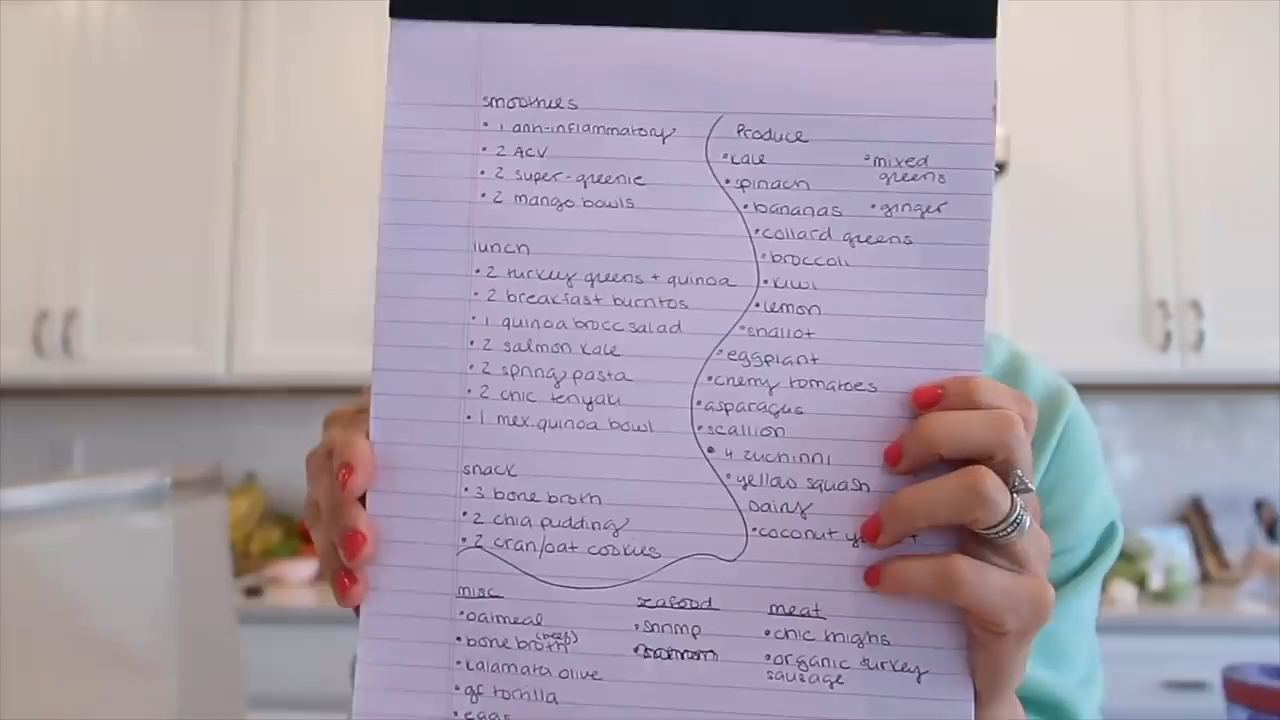 smoothies
• 1 anti-inflammatory
• 2 ACV
• 2 super-greenie
• 2 mango bowls
lunch
• 2 turkey greens + quinoa
• 2 breakfast burritos
• 1 quinoa brocc salad
• 2 salmon kale
• 2 spring pasta
• 2 chic teriyaki
• 1 mex. quinoa bowl
snack
• 3 bone broth
• 2 chia pudding
• 2 cran/oat cookies
Produce
• kale
• spinach
• bananas
• collard greens
• broccoli
• kiwi
• lemon
• shallot
• eggplant
• cherry tomatoes
• asparagus
• scallion
• 4 zuchinni
• yellow squash
• mixed
greens
• ginger
Dairy
• coconut
misc
• oatmeal
• bone broth (beef)
• kalamata olive
• gf tortilla
• eggs
seafood
• shrimp
• salmon
meat
• chic thighs
• organic turkey
sausage